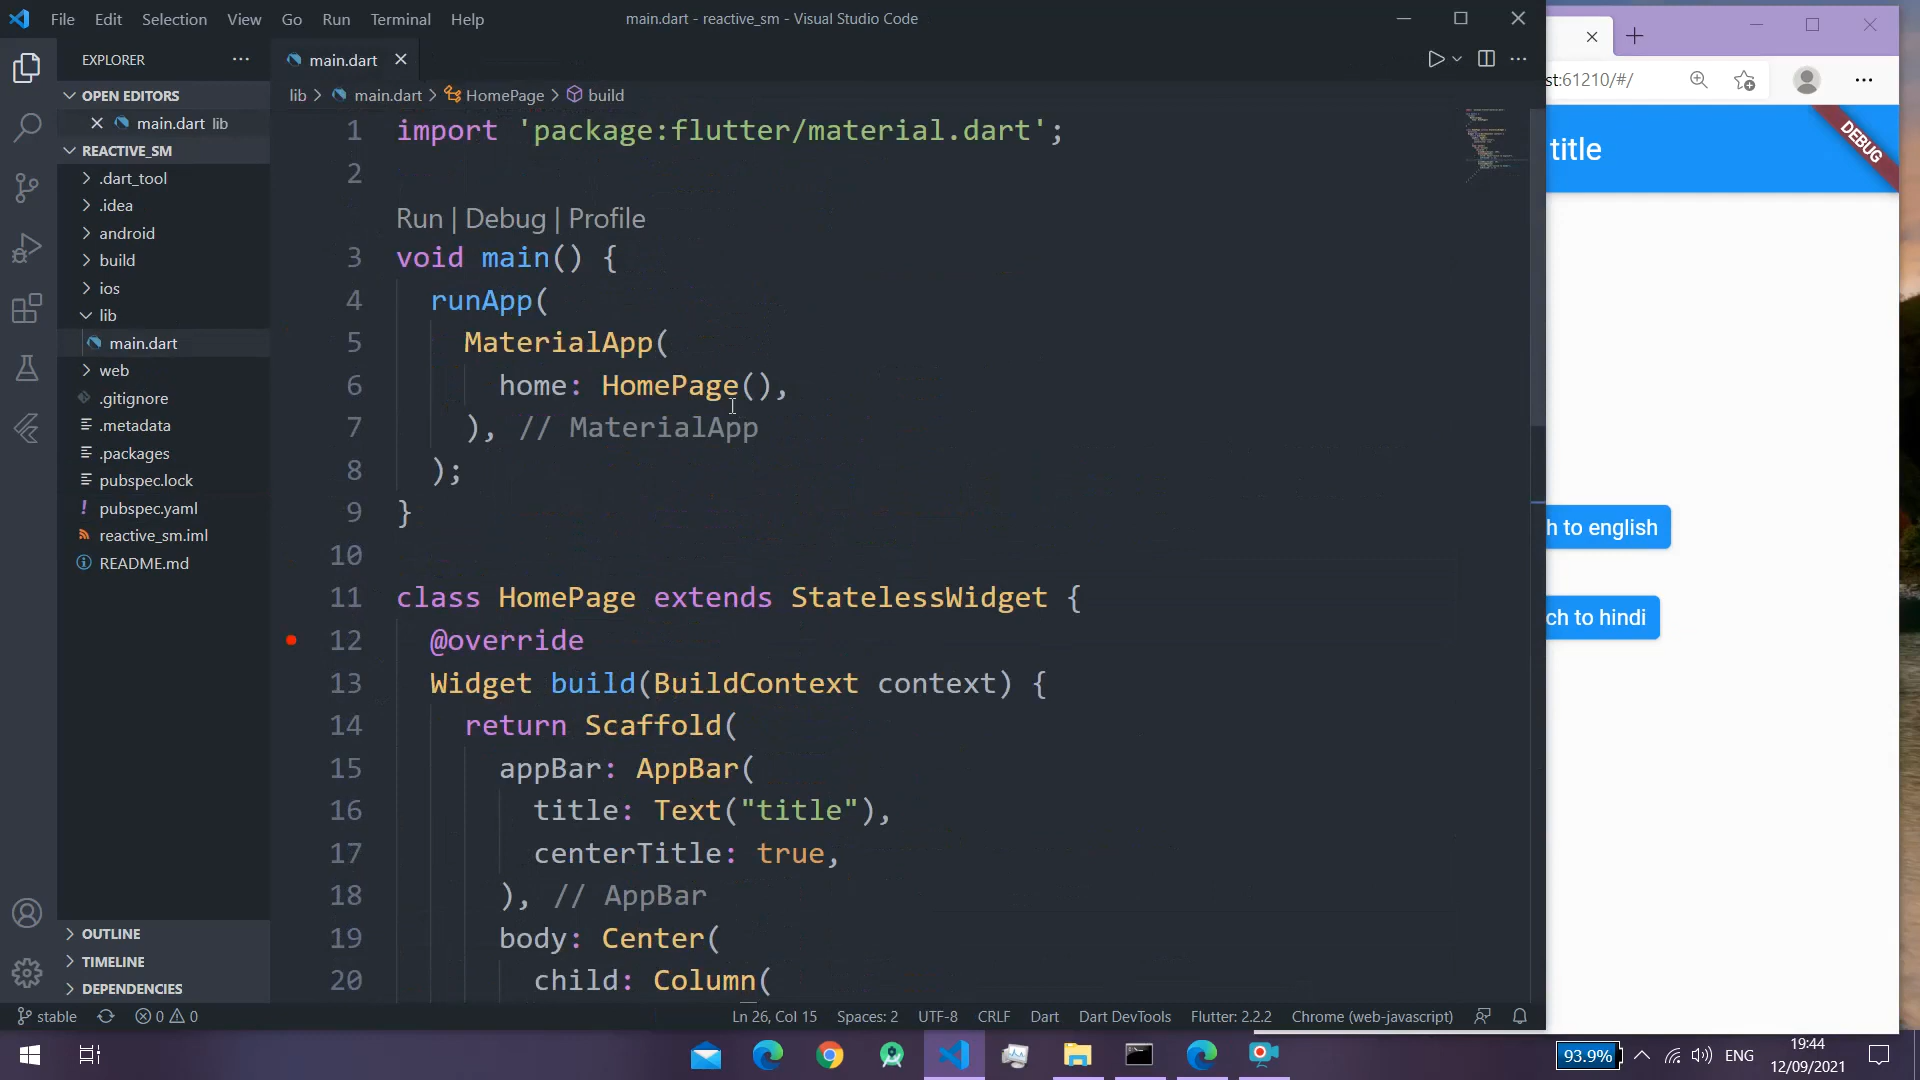 File Edit Selection View Go Run Terminal Help
main.dart - reactive_sm - Visual Studio Code
EXPLORER
OPEN EDITORS
main.dart lib
REACTIVE_SM
.dart_tool
.idea
android
build
ios
lib
main.dart
web
.gitignore
.metadata
.packages
pubspec.lock
pubspec.yaml
reactive_sm.iml
README.md
OUTLINE
TIMELINE
DEPENDENCIES
main.dart
lib > main.dart > HomePage > build
1 import 'package:flutter/material.dart';
2
Run | Debug | Profile
3 void main() {
4 runApp(
5 MaterialApp(
6 home: HomePage(),
7 ), // MaterialApp
8 );
9 }
10
11 class HomePage extends StatelessWidget {
12 @override
13 Widget build(BuildContext context) {
14 return Scaffold(
15 appBar: AppBar(
16 title: Text("title"),
17 centerTitle: true,
18 ), // AppBar
19 body: Center(
20 child: Column(
st:61210/#/
title
DEBUG
h to english
ch to hindi
stable 0 0 Ln 26, Col 15 Spaces: 2 UTF-8 CRLF Dart Dart DevTools Flutter: 2.2.2 Chrome (web-javascript)
93.9% ENG
19:44
12/09/2021